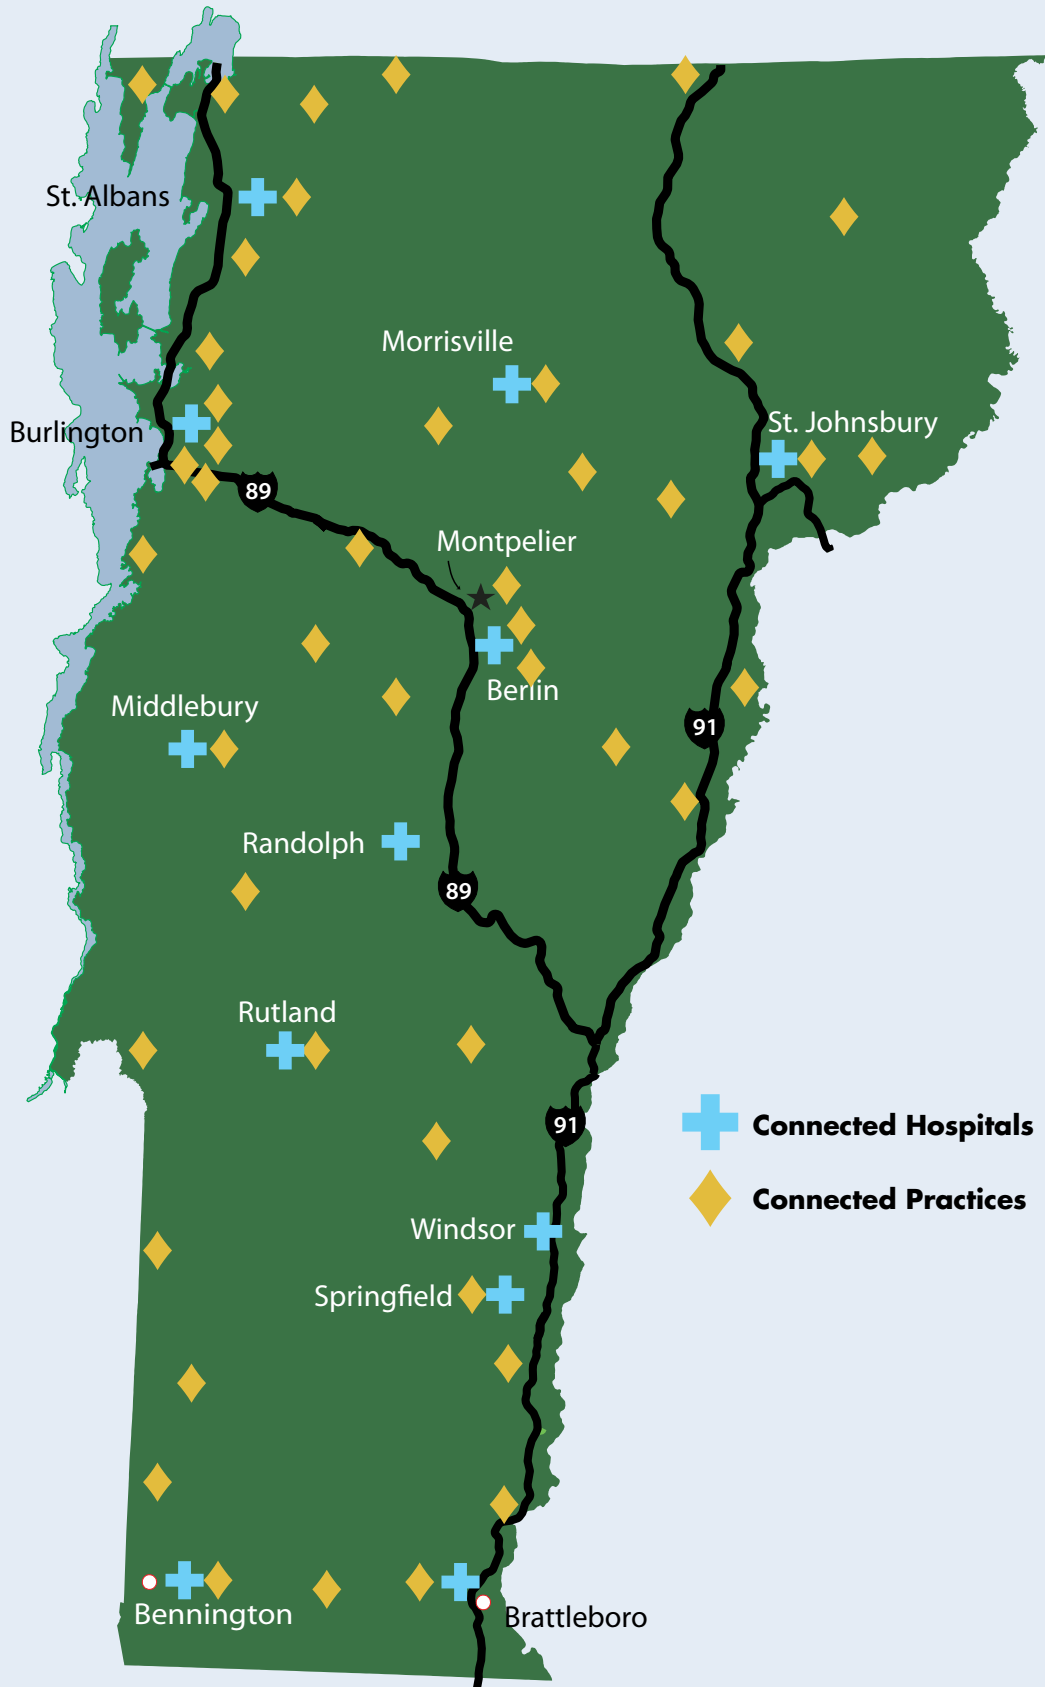 St. Albans
Morrisville
St. Johnsbury
Burlington
89
Montpelier
Berlin
Middlebury
91
Randolph
89
Rutland
91
Connected Hospitals
Connected Practices
Windsor
Springfield
Bennington
Brattleboro